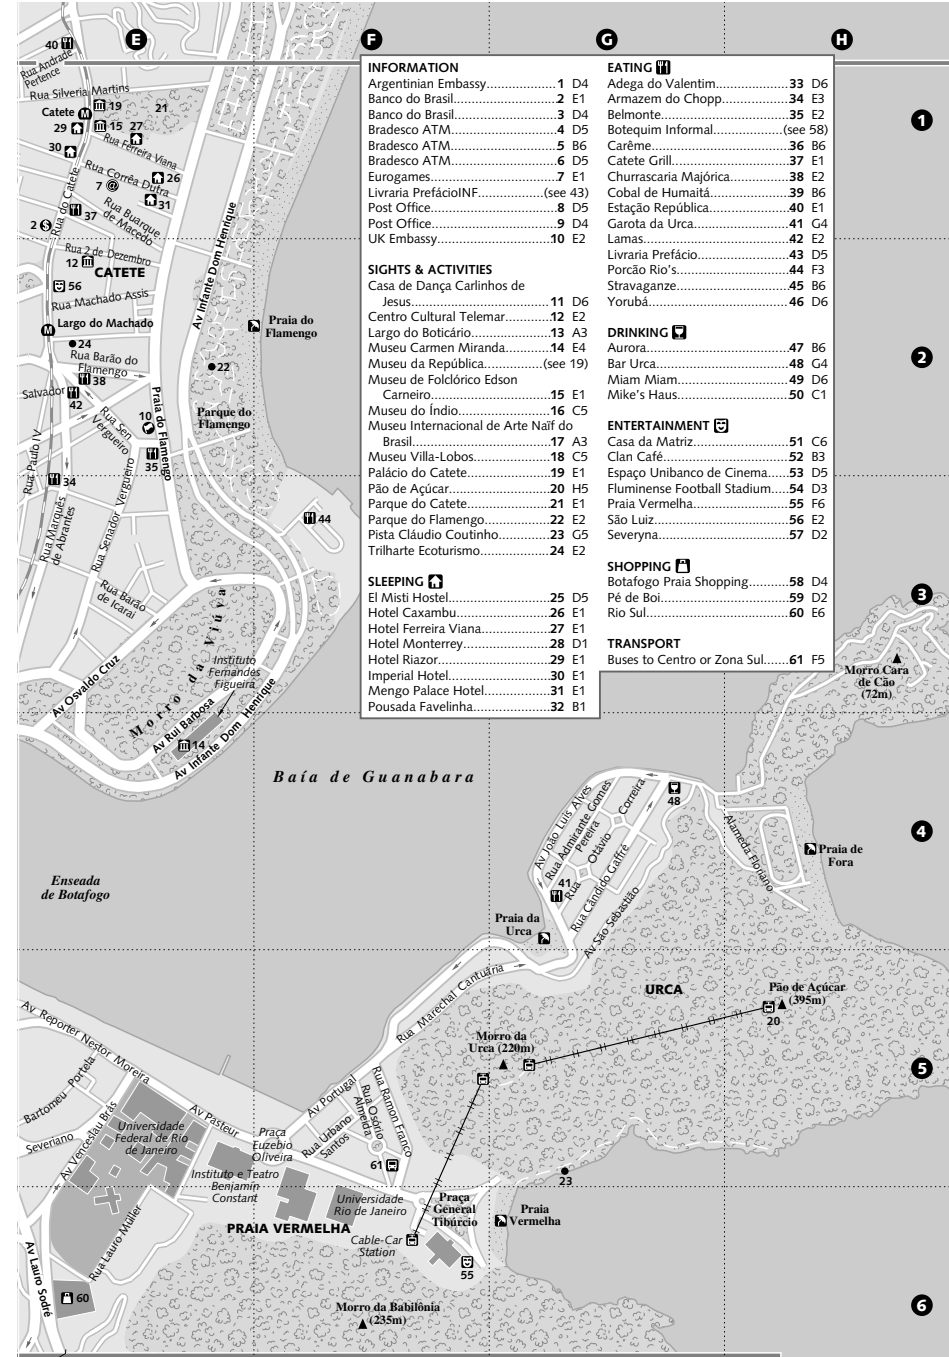 E
F
G
H
1
2
3
4
5
6
INFORMATION
Argentinian Embassy....................1 D4
Banco do Brasil............................2 E1
Banco do Brasil............................3 D4
Bradesco ATM..............................4 D5
Bradesco ATM..............................5 B6
Bradesco ATM..............................6 D5
Eurogames...................................7 E1
Livraria PrefácioINF................(see 43)
Post Office...................................8 D5
Post Office...................................9 D4
UK Embassy...............................10 E2
SIGHTS & ACTIVITIES
Casa de Dança Carlinhos de
Jesus.......................................11 D6
Centro Cultural Telemar.............12 E2
Largo do Boticário.....................13 A3
Museu Carmen Miranda............14 E4
Museu da República..............(see 19)
Museu de Folclórico Edson
Carneiro..................................15 E1
Museu do Índio.........................16 C5
Museu Internacional de Arte Naïf do
Brasil.......................................17 A3
Museu Villa-Lobos.....................18 C5
Palácio do Catete......................19 E1
Pão de Açúcar...........................20 H5
Parque do Catete......................21 E1
Parque do Flamengo.................22 E2
Pista Cláudio Coutinho..............23 G5
Trilharte Ecoturismo..................24 E2
SLEEPING
El Misti Hostel...........................25 D5
Hotel Caxambu.........................26 E1
Hotel Ferreira Viana...................27 E1
Hotel Monterrey........................28 D1
Hotel Riazor..............................29 E1
Imperial Hotel...........................30 E1
Mengo Palace Hotel..................31 E1
Pousada Favelinha....................32 B1
EATING
Adega do Valentim....................33 D6
Armazem do Chopp..................34 E3
Belmonte..................................35 E2
Botequim Informal................(see 58)
Carême.....................................36 B6
Catete Grill................................37 E1
Churrascaria Majórica................38 E2
Cobal de Humaitá.....................39 B6
Estação República......................40 E1
Garota da Urca..........................41 G4
Lamas.......................................42 E2
Livraria Prefácio.........................43 D5
Porcão Rio's..............................44 F3
Stravaganze..............................45 B6
Yorubá......................................46 D6
DRINKING
Aurora......................................47 B6
Bar Urca....................................48 G4
Miam Miam...............................49 D6
Mike's Haus...............................50 C1
ENTERTAINMENT
Casa da Matriz..........................51 C6
Clan Café..................................52 B3
Espaço Unibanco de Cinema.....53 D5
Fluminense Football Stadium.....54 D3
Praia Vermelha..........................55 F6
São Luiz....................................56 E2
Severyna...................................57 D2
SHOPPING
Botafogo Praia Shopping...........58 D4
Pé de Boi..................................59 D2
Rio Sul......................................60 E6
TRANSPORT
Buses to Centro or Zona Sul......61 F5
40
Rua Andrade
Pertence
Rua Silveria Martins
Catete M
19
21
29
15
27
30
Rua Ferreira Viana
Rua Corrêa Dutra
26
7 @
31
Rua do Catete
37
Rua Buarque
de Macedo
2 $
Rua 2 de Dezembro
12
CATETE
56
Rua Machado Assis
M Largo do Machado
24
Rua Barão do
Flamengo
38
Salvador
42
Rua Sen
Vergueiro
10
35
Praia do Flamengo
Av Infante Dom Henrique
Praia do
Flamengo
22
Parque do
Flamengo
Rua Paulo IV
34
Rua Marquês
de Abrantes
Rua Senador Vergueiro
44
Rua Barão
de Icarai
Morro da Viúva
Instituto
Fernandes
Figueira
Av Osvaldo Cruz
Av Rui Barbosa
14
Av Infante Dom Henrique
Morro Cara
de Cão
(72m)
Baía de Guanabara
48
Av João Luis Alves
Rua Admirante Gomes
Pereira
Rua Otávio Correira
Rua Cândido Gaffrè
Av São Sebastião
41
Alameda Floriano
Praia de
Fora
Enseada
de Botafogo
Praia da
Urca
Rua Marechal Cantuária
URCA
Pão de Açúcar
(395m)
20
Morro da
Urca (220m)
Av Reporter Nestor Moreira
Bartomeu Portela
Severiano
Av Venceslau Brás
Universidade
Federal de Rio
de Janeiro
Av Pasteur
Av Portugal
Praça
Euzebio
Oliveira
Rua Urbano
Santos
Rua Osório
Almeida
Rua Ramon Franco
61
23
Instituto e Teatro
Benjamin
Constant
Universidade
Rio de Janeiro
Praça
General
Tibúrcio
Praia
Vermelha
PRAIA VERMELHA
Cable-Car
Station
55
Rua Lauro Müller
Av Lauro Sodré
60
Morro da Babilônia
(235m)